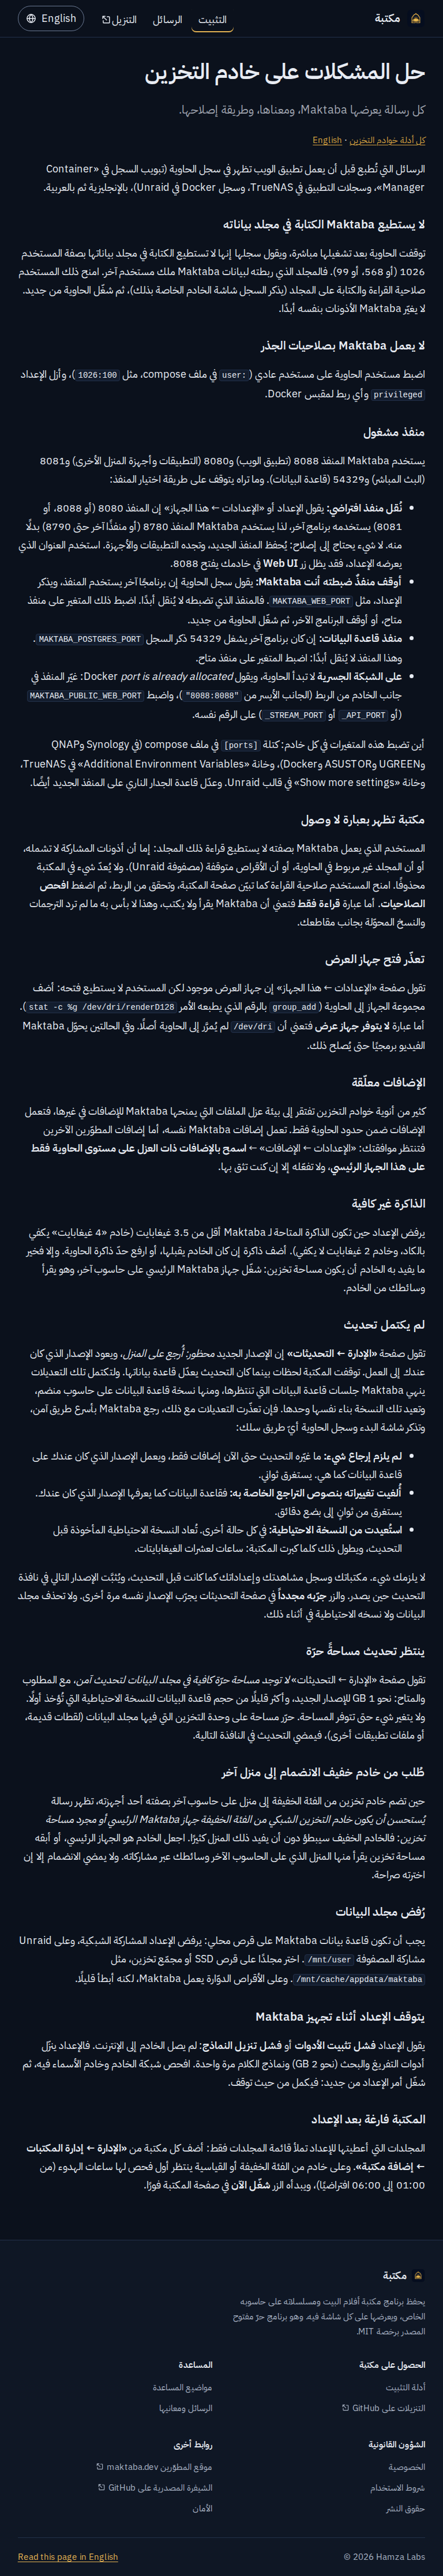 مكتبة
التثبيت
الرسائل
التنزيل
English
حل المشكلات على خادم التخزين
كل رسالة يعرضها Maktaba، ومعناها، وطريقة إصلاحها.
كل أدلة خوادم التخزين · English
الرسائل التي تُطبع قبل أن يعمل تطبيق الويب تظهر في سجل الحاوية (تبويب السجل في «Container
Manager»، وسجلات التطبيق في TrueNAS، وسجل Docker في Unraid)، بالإنجليزية ثم بالعربية.
لا يستطيع Maktaba الكتابة في مجلد بياناته
توقفت الحاوية بعد تشغيلها مباشرة، ويقول سجلها إنها لا تستطيع الكتابة في مجلد بياناتها بصفة المستخدم
1026 (أو 568، أو 99). فالمجلد الذي ربطته لبيانات Maktaba ملك مستخدم آخر. امنح ذلك المستخدم
صلاحية القراءة والكتابة على المجلد (يذكر السجل شاشة الخادم الخاصة بذلك)، ثم شغّل الحاوية من جديد.
لا يغيّر Maktaba الأذونات بنفسه أبدًا.
لا يعمل Maktaba بصلاحيات الجذر
اضبط مستخدم الحاوية على مستخدم عادي (user: في ملف compose، مثل 1026:100)، وأزل الإعداد
privileged وأي ربط لمقبس Docker.
منفذ مشغول
يستخدم Maktaba المنفذ 8088 (تطبيق الويب) و8080 (التطبيقات وأجهزة المنزل الأخرى) و8081
(البث المباشر) و54329 (قاعدة البيانات). وما تراه يتوقف على طريقة اختيار المنفذ:
نُقل منفذ افتراضي: يقول الإعداد أو «الإعدادات ← هذا الجهاز» إن المنفذ 8080 (أو 8088، أو
8081) يستخدمه برنامج آخر، لذا يستخدم Maktaba المنفذ 8780 (أو منفذًا آخر حتى 8790) بدلًا
منه. لا شيء يحتاج إلى إصلاح: يُحفظ المنفذ الجديد، وتجده التطبيقات والأجهزة. استخدم العنوان الذي
يعرضه الإعداد، فقد يظل زر Web UI في خادمك يفتح 8088.
أوقف منفذٌ ضبطته أنت Maktaba: يقول سجل الحاوية إن برنامجًا آخر يستخدم المنفذ، ويذكر
الإعداد، مثل MAKTABA_WEB_PORT. فالمنفذ الذي تضبطه لا يُنقل أبدًا. اضبط ذلك المتغير على منفذ
متاح، أو أوقف البرنامج الآخر، ثم شغّل الحاوية من جديد.
منفذ قاعدة البيانات: إن كان برنامج آخر يشغل 54329 ذكر السجل MAKTABA_POSTGRES_PORT.
وهذا المنفذ لا يُنقل أبدًا: اضبط المتغير على منفذ متاح.
على الشبكة الجسرية لا تبدأ الحاوية، ويقول Docker: port is already allocated: غيّر المنفذ في
جانب الخادم من الربط (الجانب الأيسر من "8088:8088")، واضبط MAKTABA_PUBLIC_WEB_PORT
(أو _API_PORT أو _STREAM_PORT) على الرقم نفسه.
أين تضبط هذه المتغيرات في كل خادم: كتلة [ports] في ملف compose (في Synology وQNAP
وUGREEN وASUSTOR وDocker)، وخانة «Additional Environment Variables» في TrueNAS،
وخانة «Show more settings» في قالب Unraid. وعدّل قاعدة الجدار الناري على المنفذ الجديد أيضًا.
مكتبة تظهر بعبارة لا وصول
المستخدم الذي يعمل Maktaba بصفته لا يستطيع قراءة ذلك المجلد: إما أن أذونات المشاركة لا تشمله،
أو أن المجلد غير مربوط في الحاوية، أو أن الأقراص متوقفة (مصفوفة Unraid). ولا يُعدّ شيء في المكتبة
محذوفًا. امنح المستخدم صلاحية القراءة كما تبيّن صفحة المكتبة، وتحقق من الربط، ثم اضغط افحص
الصلاحيات. أما عبارة قراءة فقط فتعني أن Maktaba يقرأ ولا يكتب، وهذا لا بأس به ما لم ترد الترجمات
والنسخ المحوّلة بجانب مقاطعك.
تعذّر فتح جهاز العرض
تقول صفحة «الإعدادات ← هذا الجهاز» إن جهاز العرض موجود لكن المستخدم لا يستطيع فتحه: أضف
مجموعة الجهاز إلى الحاوية (group_add بالرقم الذي يطبعه الأمر stat -c %g /dev/dri/renderD128).
أما عبارة لا يتوفر جهاز عرض فتعني أن /dev/dri لم يُمرَّر إلى الحاوية أصلًا. وفي الحالتين يحوّل Maktaba
الفيديو برمجيًا حتى يُصلح ذلك.
الإضافات معلّقة
كثير من أنوية خوادم التخزين تفتقر إلى بيئة عزل الملفات التي يمنحها Maktaba للإضافات في غيرها، فتعمل
الإضافات ضمن حدود الحاوية فقط. تعمل إضافات Maktaba نفسه، أما إضافات المطوّرين الآخرين
فتنتظر موافقتك: «الإعدادات ← الإضافات» ← اسمح بالإضافات ذات العزل على مستوى الحاوية فقط
على هذا الجهاز الرئيسي، ولا تفعّله إلا إن كنت تثق بها.
الذاكرة غير كافية
يرفض الإعداد حين تكون الذاكرة المتاحة لـ Maktaba أقل من 3.5 غيغابايت (خادم «4 غيغابايت» يكفي
بالكاد، وخادم 2 غيغابايت لا يكفي). أضف ذاكرة إن كان الخادم يقبلها، أو ارفع حدّ ذاكرة الحاوية. وإلا فخير
ما يفيد به الخادم أن يكون مساحة تخزين: شغّل جهاز Maktaba الرئيسي على حاسوب آخر، وهو يقرأ
وسائطك من الخادم.
لم يكتمل تحديث
تقول صفحة «الإدارة ← التحديثات» إن الإصدار الجديد محظور: أُرجع على المنزل، ويعود الإصدار الذي كان
عندك إلى العمل. توقفت المكتبة لحظات بينما كان التحديث يعدّل قاعدة بياناتها. ولتكتمل تلك التعديلات
ينهي Maktaba جلسات قاعدة البيانات التي تنتظرها، ومنها نسخة قاعدة البيانات على حاسوب منضم،
وتعيد تلك النسخة بناء نفسها وحدها. فإن تعذّرت التعديلات مع ذلك، رجع Maktaba بأسرع طريق آمن،
وتذكر شاشة البدء وسجل الحاوية أيّ طريق سلك:
لم يلزم إرجاع شيء: ما غيّره التحديث حتى الآن إضافات فقط، ويعمل الإصدار الذي كان عندك على
قاعدة البيانات كما هي. يستغرق ثواني.
أُلغيت تغييراته بنصوص التراجع الخاصة به: فقاعدة البيانات كما يعرفها الإصدار الذي كان عندك.
يستغرق من ثوانٍ إلى بضع دقائق.
استُعيدت من النسخة الاحتياطية: في كل حالة أخرى. تُعاد النسخة الاحتياطية المأخوذة قبل
التحديث، ويطول ذلك كلما كبرت المكتبة: ساعات لعشرات الغيغابايتات.
لا يلزمك شيء. مكتباتك وسجل مشاهدتك وإعداداتك كما كانت قبل التحديث، ويُثبَّت الإصدار التالي في نافذة
التحديث حين يصدر. والزر جرّبه مجدداً في صفحة التحديثات يجرّب الإصدار نفسه مرة أخرى. ولا تحذف مجلد
البيانات ولا نسخه الاحتياطية في أثناء ذلك.
ينتظر تحديث مساحةً حرّة
تقول صفحة «الإدارة ← التحديثات» لا توجد مساحة حرّة كافية في مجلد البيانات لتحديث آمن، مع المطلوب
والمتاح: نحو 1 GB للإصدار الجديد، وأكثر قليلًا من حجم قاعدة البيانات للنسخة الاحتياطية التي تُؤخذ أولًا.
ولا يتغير شيء حتى تتوفر المساحة. حرّر مساحة على وحدة التخزين التي فيها مجلد البيانات (لقطات قديمة،
أو ملفات تطبيقات أخرى)، فيمضي التحديث في النافذة التالية.
طُلب من خادم خفيف الانضمام إلى منزل آخر
حين تضم خادم تخزين من الفئة الخفيفة إلى منزل على حاسوب آخر بصفته أحد أجهزته، تظهر رسالة
يُستحسن أن يكون خادم التخزين الشبكي من الفئة الخفيفة جهاز Maktaba الرئيسي أو مجرد مساحة
تخزين: فالخادم الخفيف سيبطؤ دون أن يفيد ذلك المنزل كثيرًا. اجعل الخادم هو الجهاز الرئيسي، أو أبقه
مساحة تخزين يقرأ منها المنزل الذي على الحاسوب الآخر وسائطك عبر مشاركاته. ولا يمضي الانضمام إلا إن
اخترته صراحة.
رُفض مجلد البيانات
يجب أن تكون قاعدة بيانات Maktaba على قرص محلي: يرفض الإعداد المشاركة الشبكية، وعلى Unraid
مشاركة المصفوفة /mnt/user. اختر مجلدًا على قرص SSD أو مجمّع تخزين، مثل
/mnt/cache/appdata/maktaba. وعلى الأقراص الدوّارة يعمل Maktaba، لكنه أبطأ قليلًا.
يتوقف الإعداد أثناء تجهيز Maktaba
يقول الإعداد فشل تثبيت الأدوات أو فشل تنزيل النماذج: لم يصل الخادم إلى الإنترنت. فالإعداد ينزّل
أدوات التفريغ والبحث (نحو 2 GB) ونماذج الكلام مرة واحدة. افحص شبكة الخادم وخادم الأسماء فيه، ثم
شغّل أمر الإعداد من جديد: فيكمل من حيث توقف.
المكتبة فارغة بعد الإعداد
المجلدات التي أعطيتها للإعداد تملأ قائمة المجلدات فقط: أضف كل مكتبة من «الإدارة ← إدارة المكتبات
← إضافة مكتبة». وعلى خادم من الفئة الخفيفة أو القياسية ينتظر أول فحص لها ساعات الهدوء (من
01:00 إلى 06:00 افتراضيًا)، ويبدأه الزر شغّل الآن في صفحة المكتبة فورًا.
مكتبة
يحفظ برنامج مكتبة أفلام البيت ومسلسلاته على حاسوبه
الخاص، ويعرضها على كل شاشة فيه. وهو برنامج حرّ مفتوح
المصدر برخصة MIT.
الحصول على مكتبة
أدلة التثبيت
التنزيلات على GitHub
المساعدة
مواضيع المساعدة
الرسائل ومعانيها
الشؤون القانونية
الخصوصية
شروط الاستخدام
حقوق النشر
روابط أخرى
موقع المطوّرين maktaba.dev
الشيفرة المصدرية على GitHub
الأمان
© 2026 Hamza Labs
Read this page in English